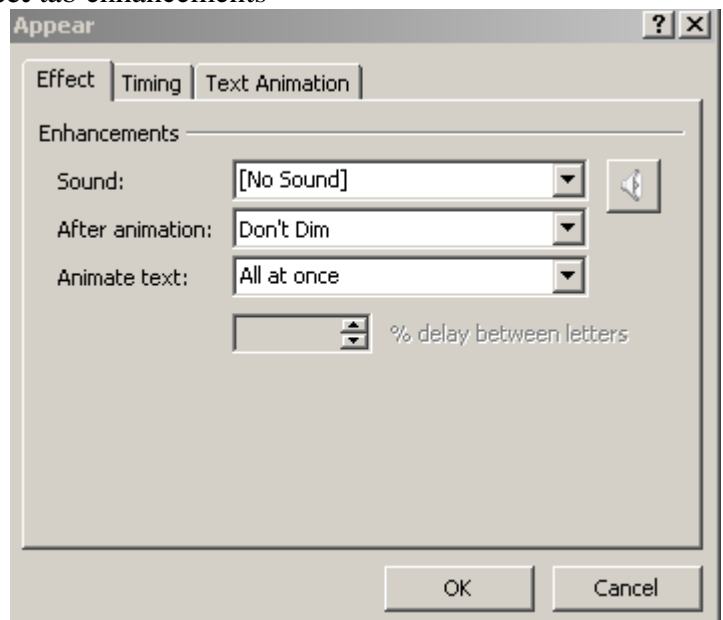 Appear
Effect Timing Text Animation
Enhancements
Sound: [No Sound]
After animation: Don't Dim
Animate text: All at once
% delay between letters
OK Cancel